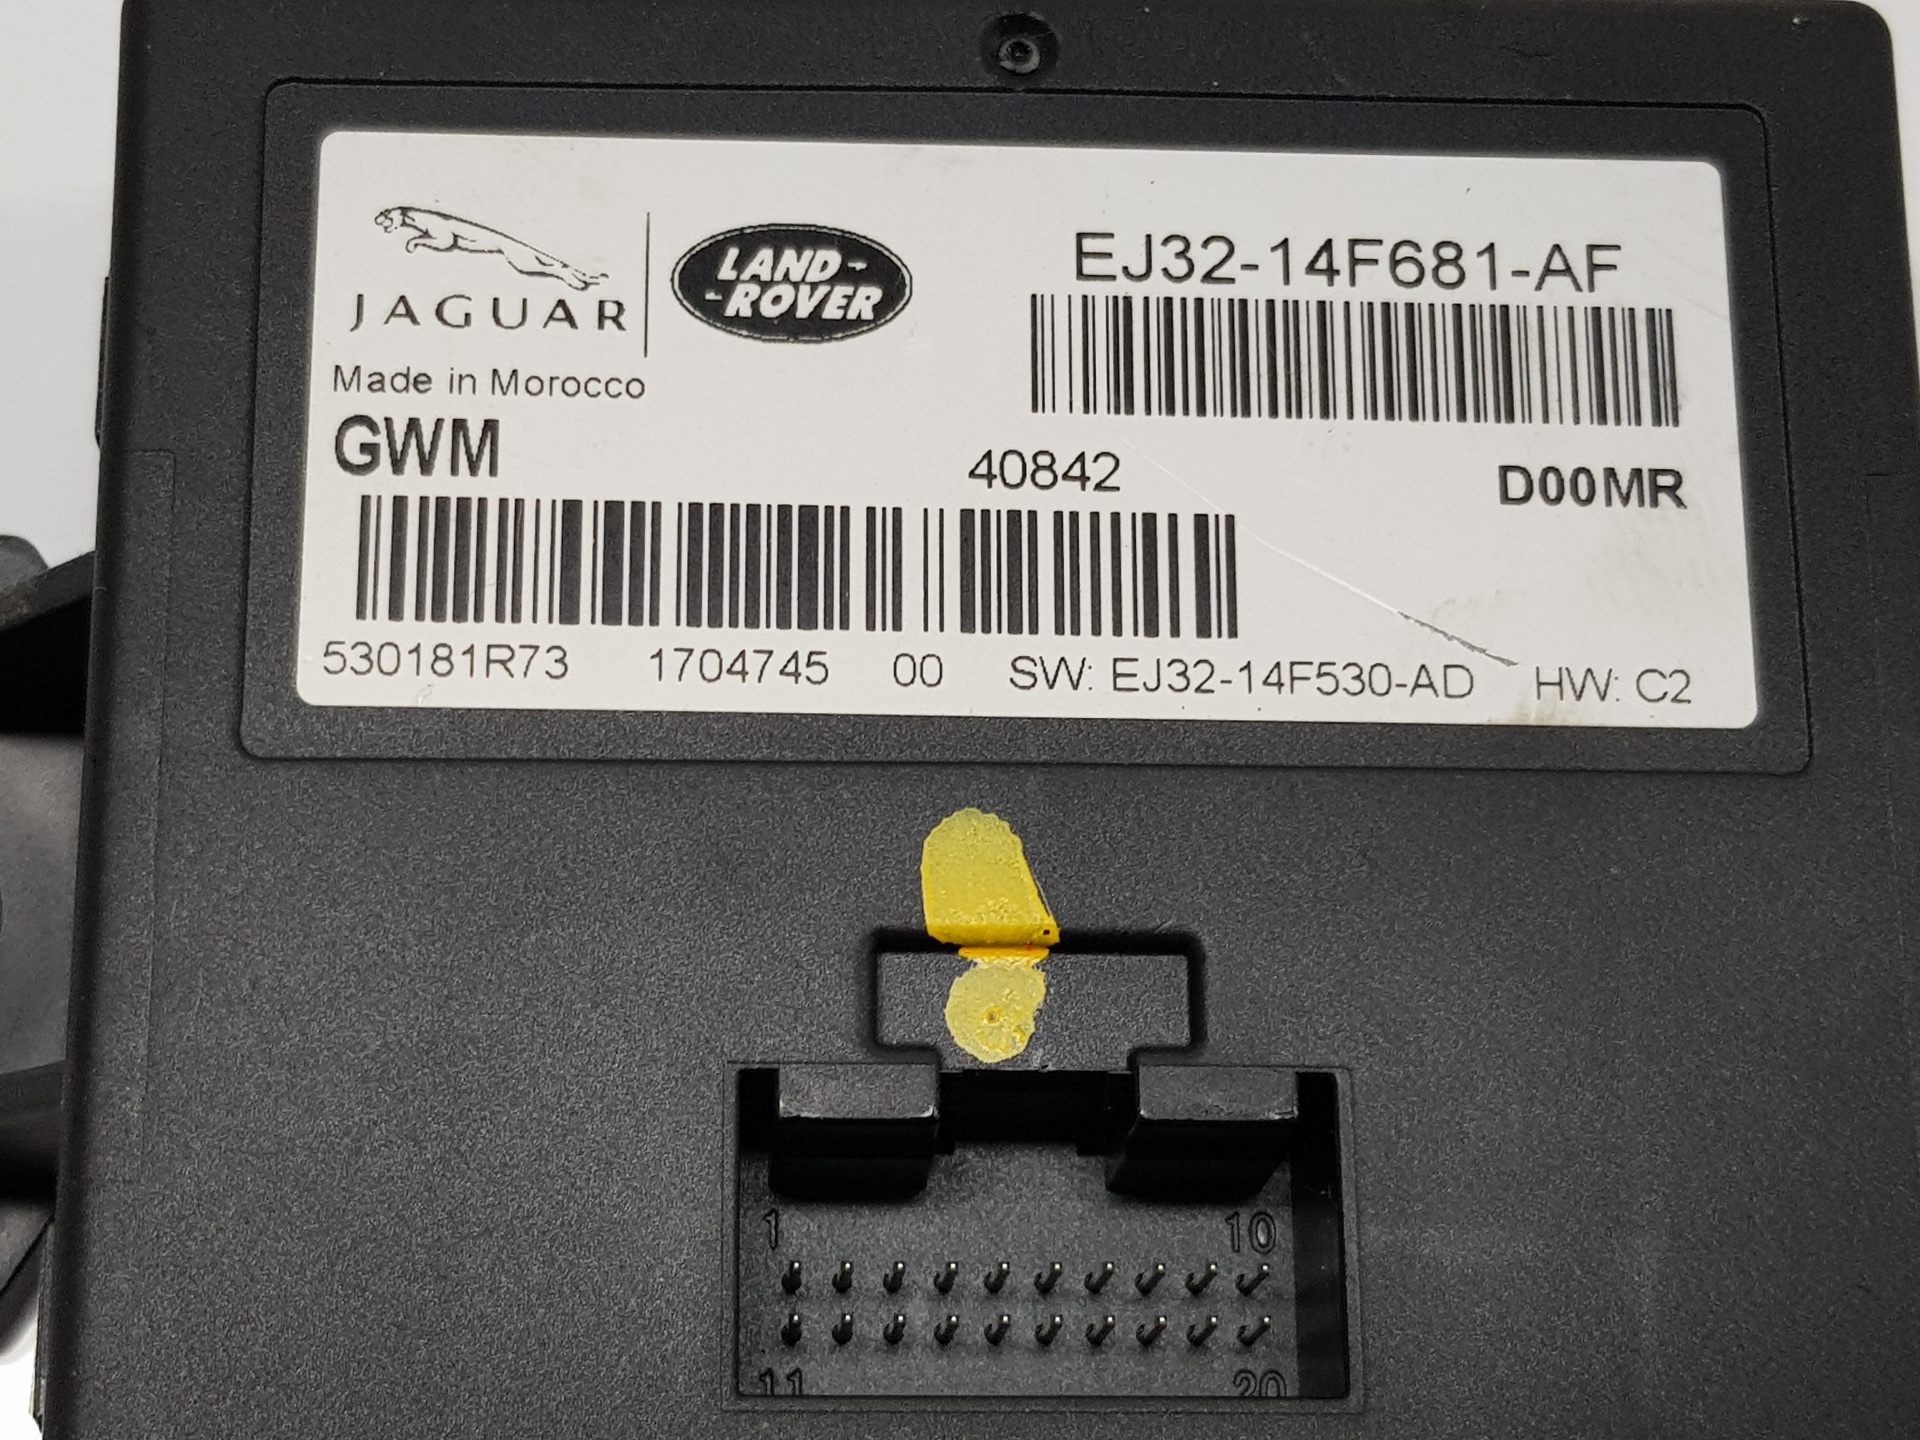 JAGUAR
LAND-
-ROVER
EJ32-14F681-AF
Made in Morocco
GWM
40842
D00MR
530181R73 1704745 00 SW: EJ32-14F530-AD HW: C2
1 10
11 20